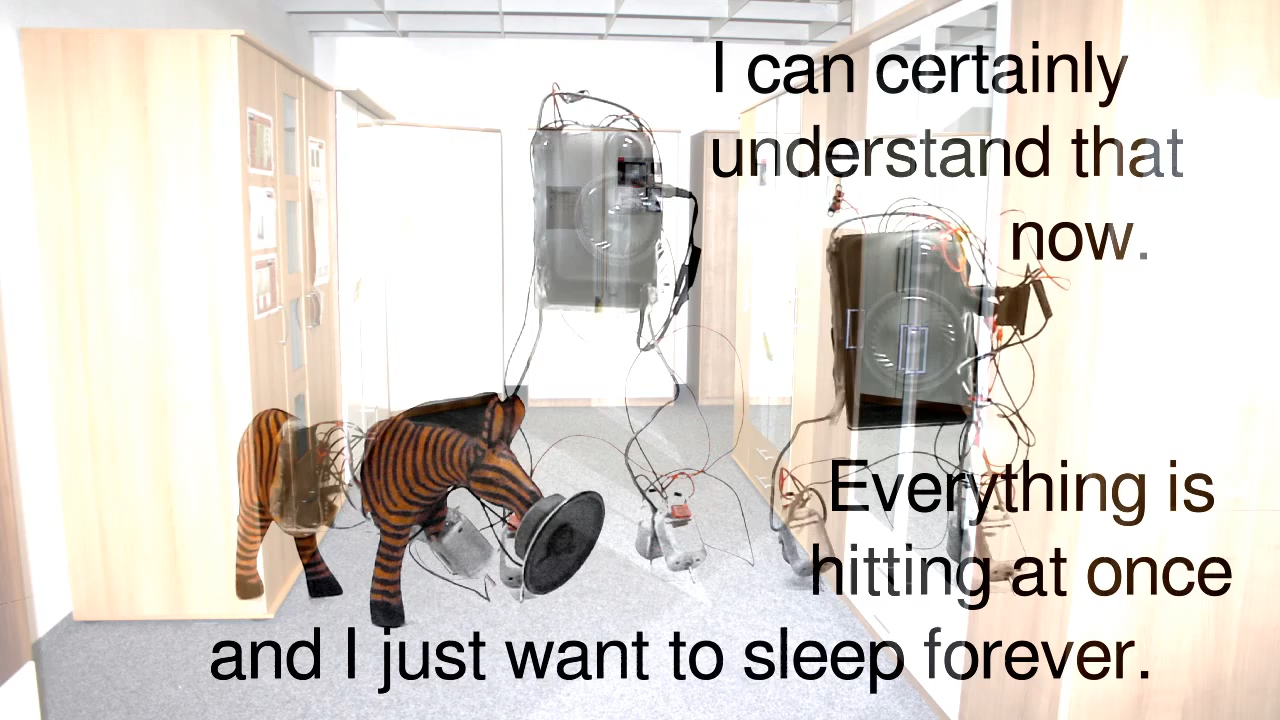 I can certainly
understand that
now.
Everything is
hitting at once
and I just want to sleep forever.